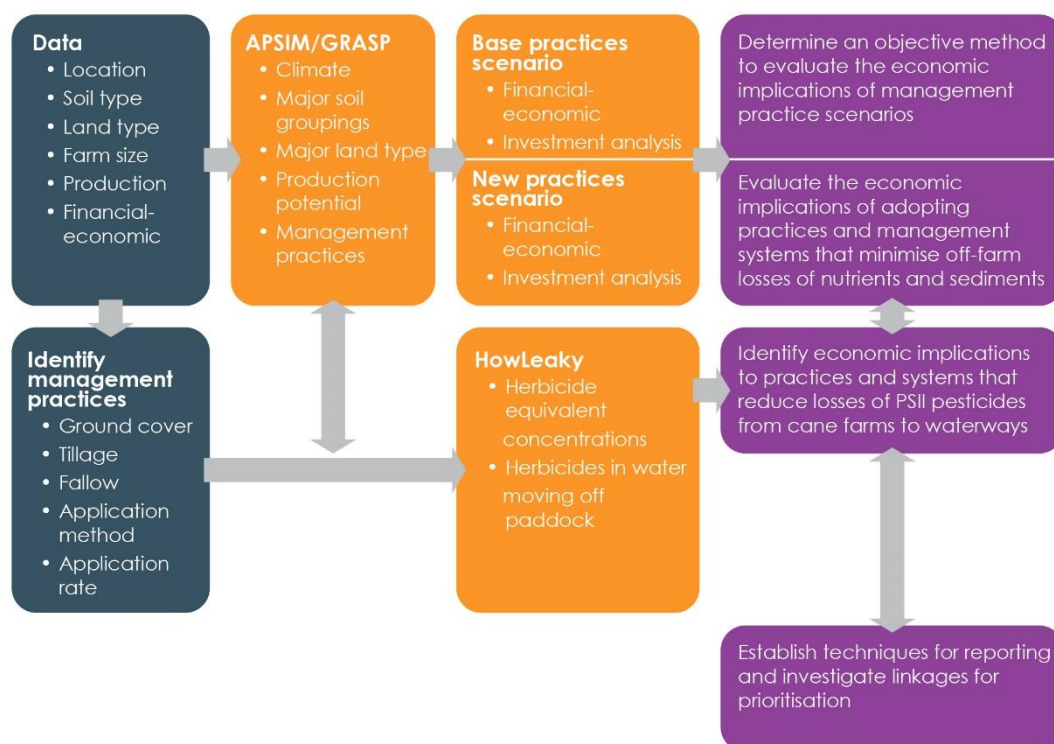 Data
• Location
• Soil type
• Land type
• Farm size
• Production
• Financial-
economic
APSIM/GRASP
• Climate
• Major soil
groupings
• Major land type
• Production
potential
• Management
practices
Base practices
scenario
• Financial-
economic
• Investment analysis
New practices
scenario
• Financial-
economic
• Investment analysis
Determine an objective method
to evaluate the economic
implications of management
practice scenarios
Evaluate the economic
implications of adopting
practices and management
systems that minimise off-farm
losses of nutrients and sediments
Identify
management
practices
• Ground cover
• Tillage
• Fallow
• Application
method
• Application
rate
HowLeaky
• Herbicide
equivalent
concentrations
• Herbicides in water
moving off
paddock
Identify economic implications
to practices and systems that
reduce losses of PSII pesticides
from cane farms to waterways
Establish techniques for reporting
and investigate linkages for
prioritisation